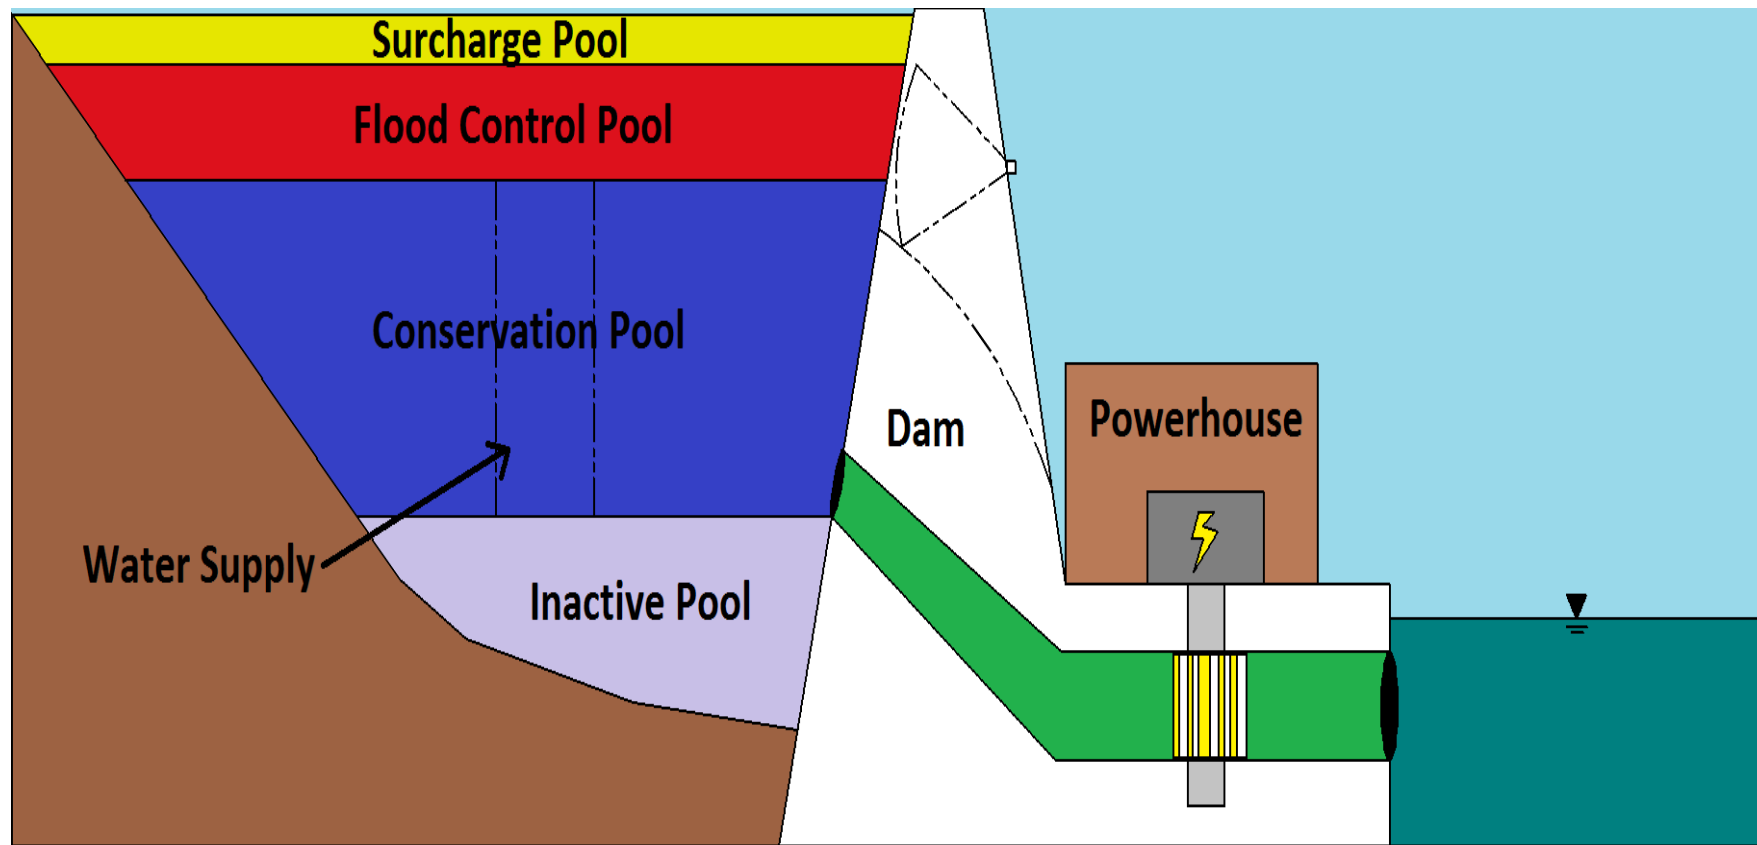 Surcharge Pool
Flood Control Pool
Conservation Pool
Dam
Powerhouse
Water Supply
Inactive Pool